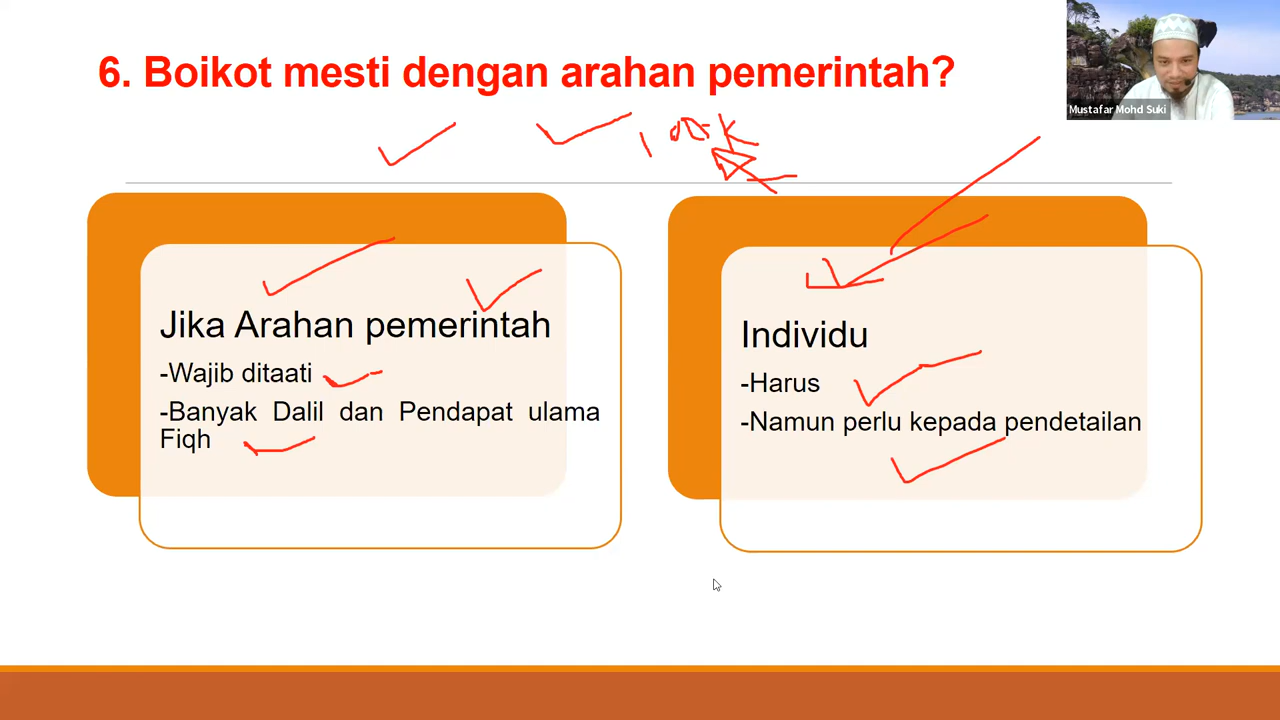 6. Boikot mesti dengan arahan pemerintah?
Mustafar Mohd Suki
Jika Arahan pemerintah
-Wajib ditaati
-Banyak Dalil dan Pendapat ulama
Fiqh
Individu
-Harus
-Namun perlu kepada pendetailan